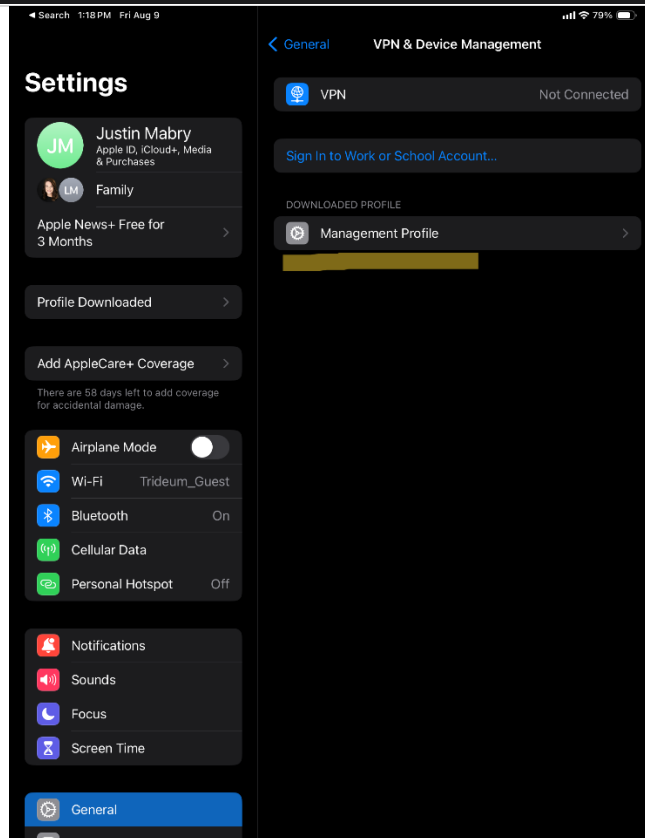 Search 1:18 PM Fri Aug 9
79%
General
VPN & Device Management
Settings
JM
Justin Mabry
Apple ID, iCloud+, Media
& Purchases
LM
Family
Apple News+ Free for
3 Months
Profile Downloaded
Add AppleCare+ Coverage
There are 58 days left to add coverage
for accidental damage.
Airplane Mode
Wi-Fi Trideum_Guest
Bluetooth On
Cellular Data
Personal Hotspot Off
Notifications
Sounds
Focus
Screen Time
General
VPN Not Connected
Sign In to Work or School Account...
DOWNLOADED PROFILE
Management Profile